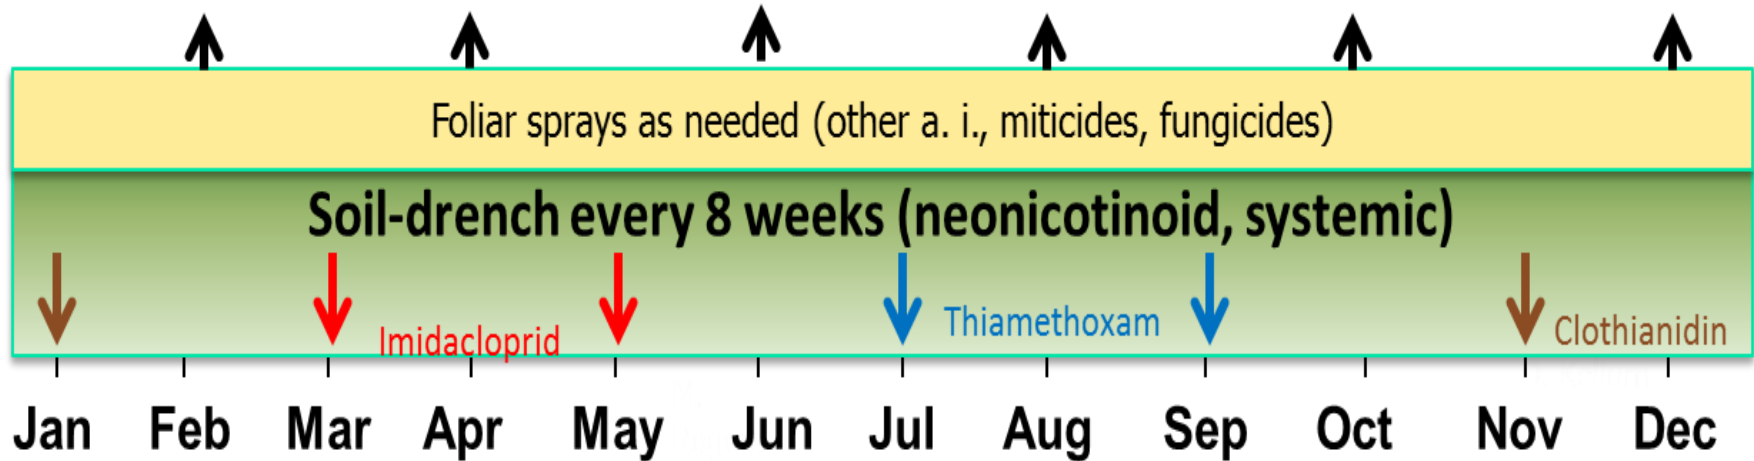 Foliar sprays as needed (other a. i., miticides, fungicides)
Soil-drench every 8 weeks (neonicotinoid, systemic)
Imidacloprid
Thiamethoxam
Clothianidin
Jan Feb Mar Apr May Jun Jul Aug Sep Oct Nov Dec